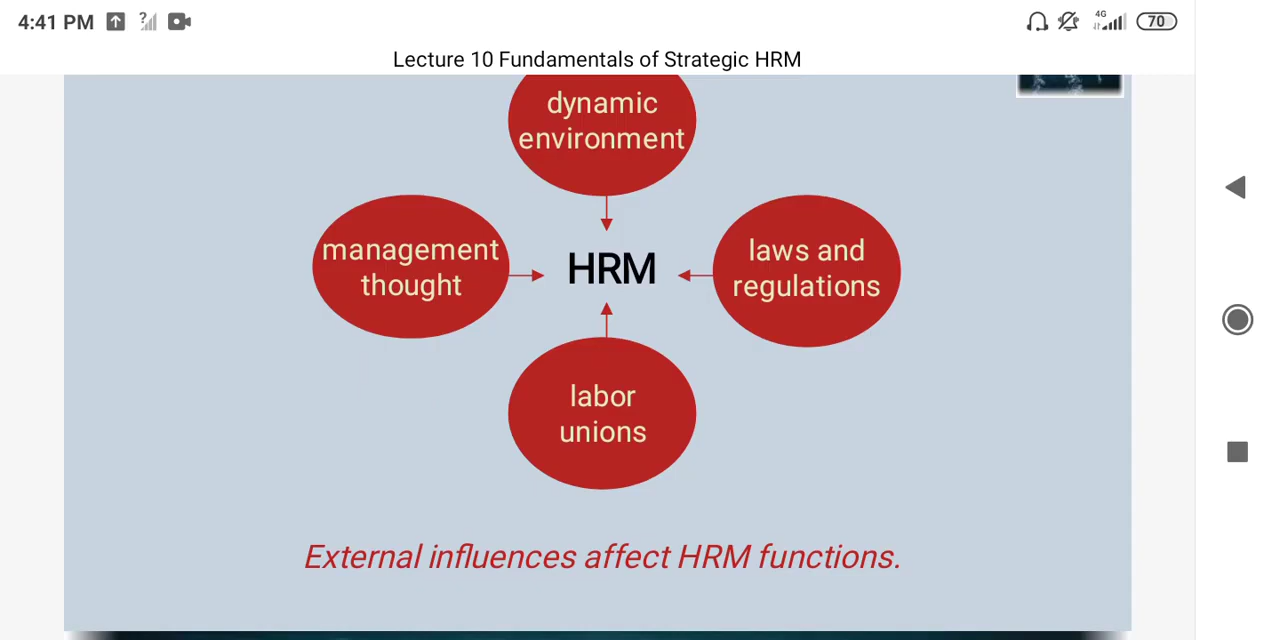 4:41 PM
4G
70
Lecture 10 Fundamentals of Strategic HRM
dynamic
environment
management
thought
HRM
laws and
regulations
labor
unions
External influences affect HRM functions.